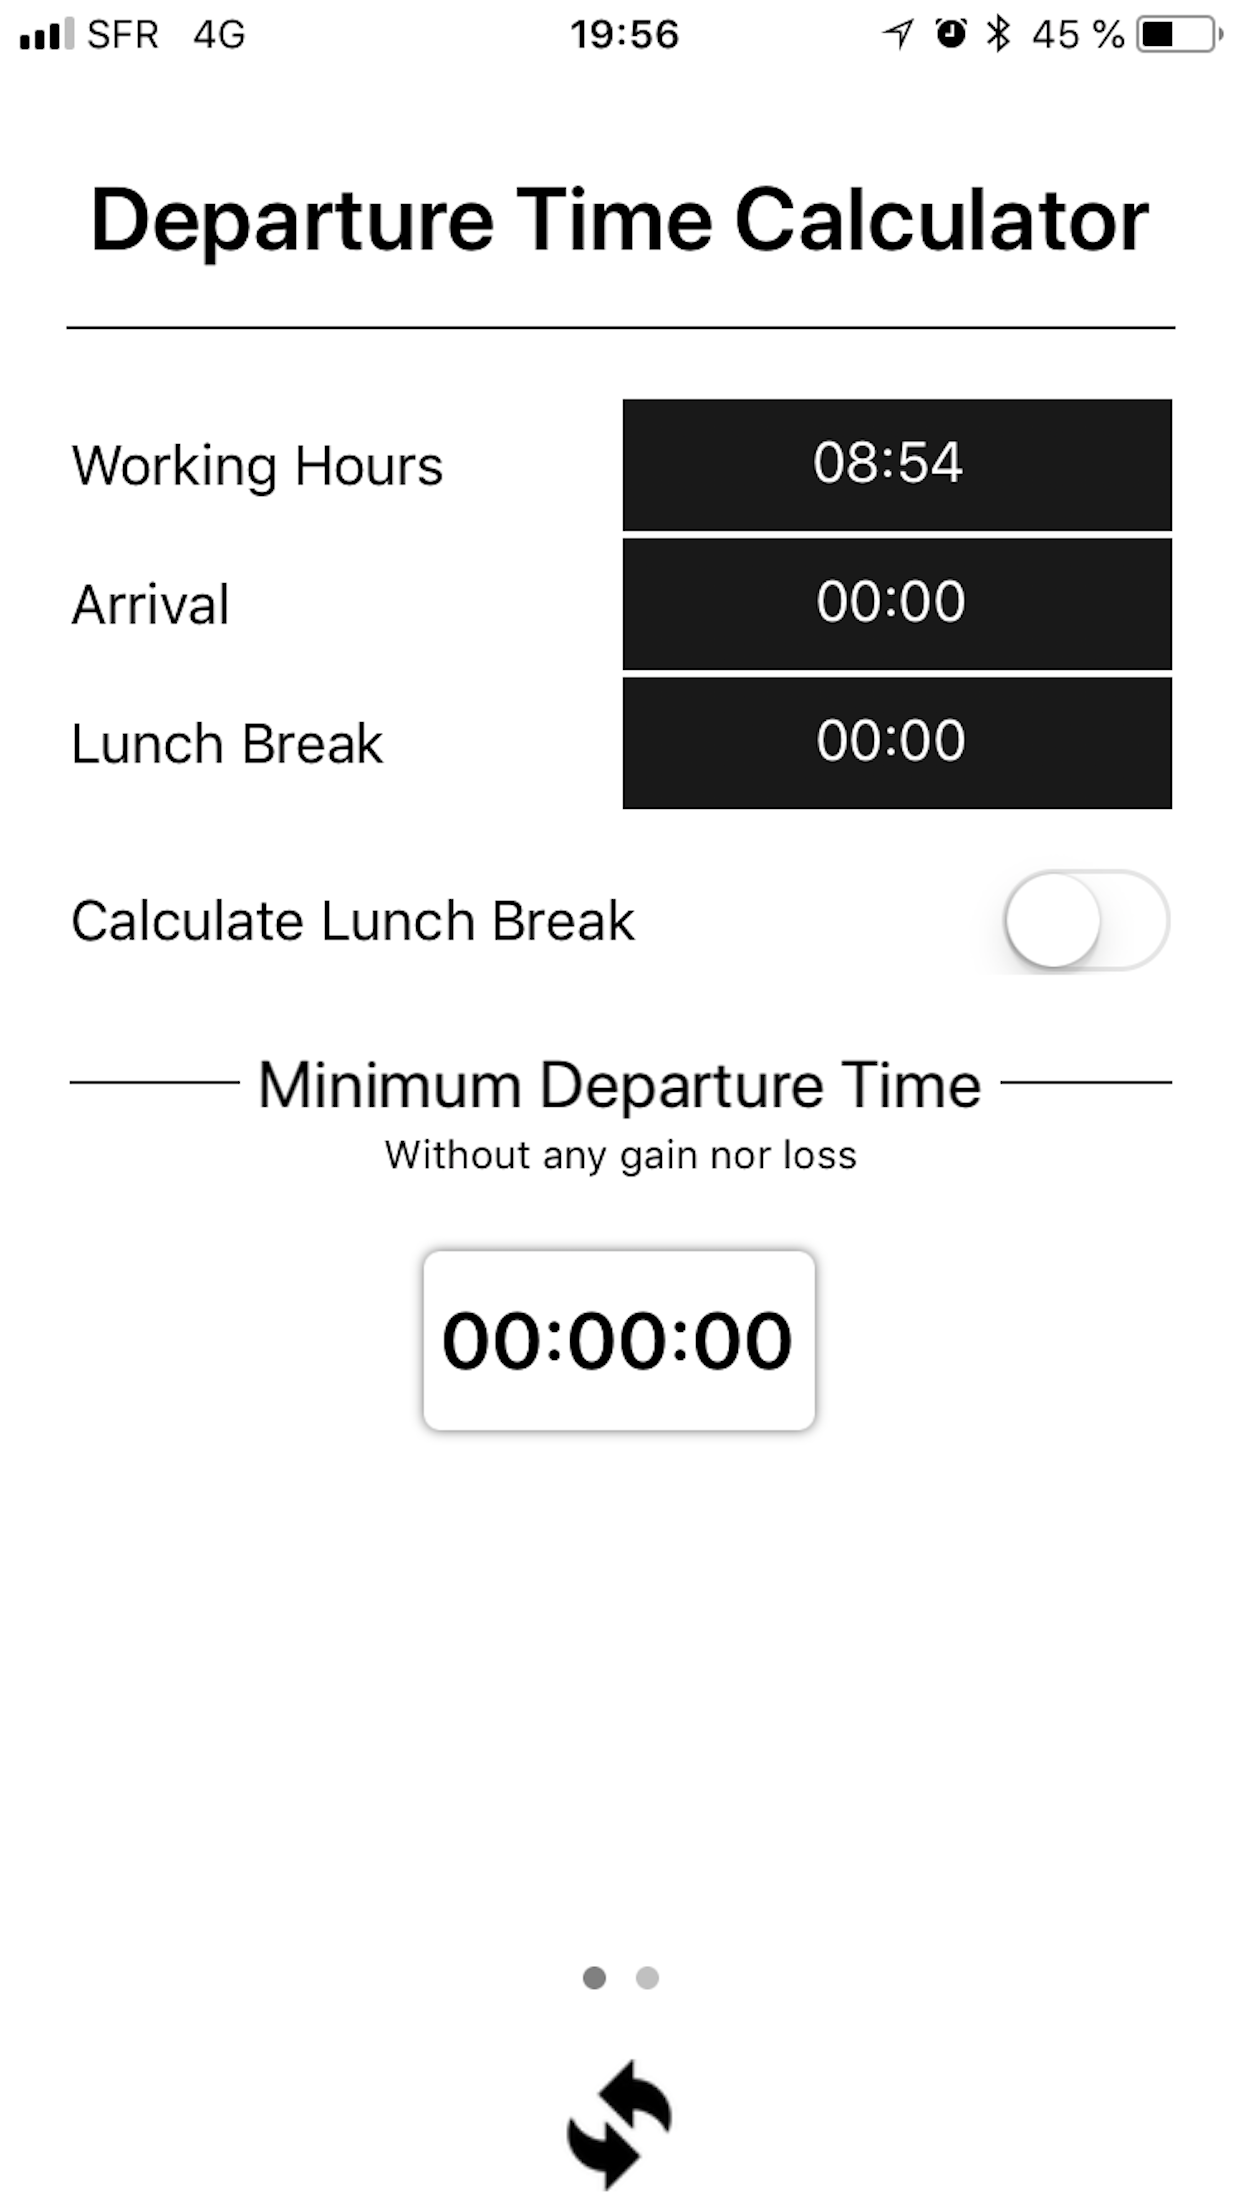 SFR 4G 19:56 45 %
Departure Time Calculator
Working Hours 08:54
Arrival 00:00
Lunch Break 00:00
Calculate Lunch Break
Minimum Departure Time
Without any gain nor loss
00:00:00